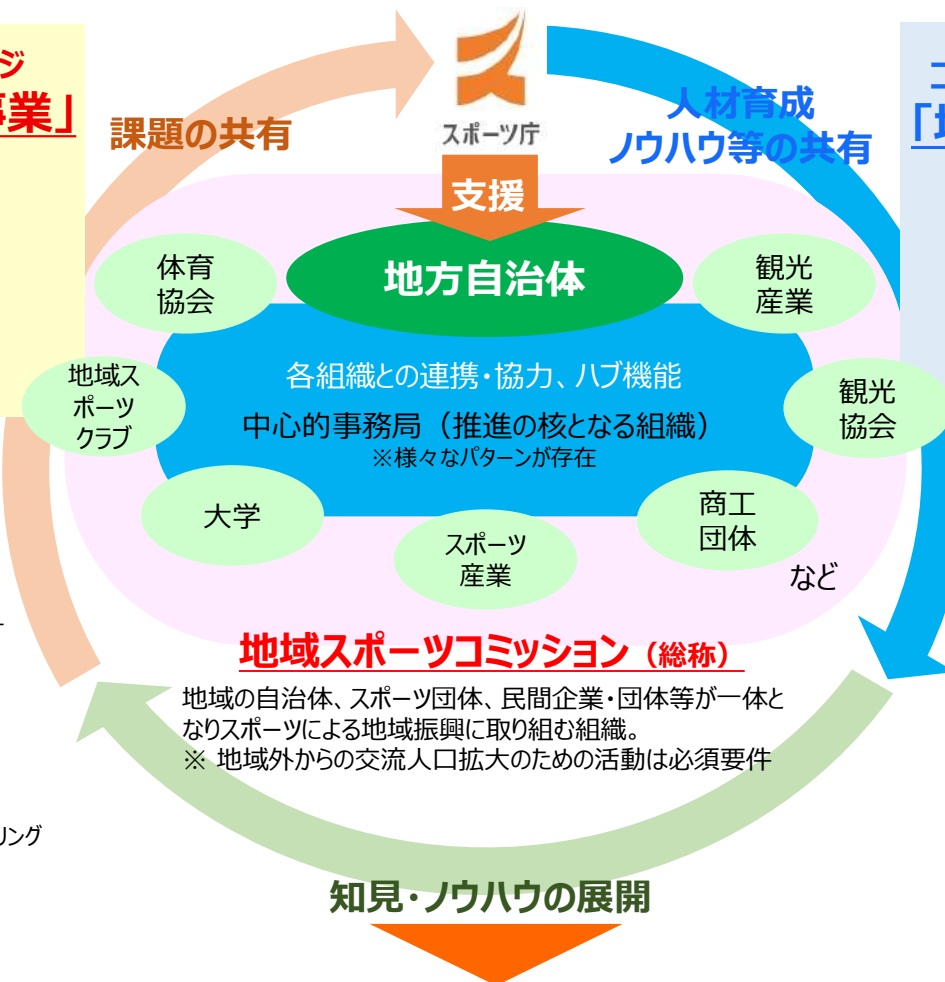 ジ
事業」
課題の共有
スポーツ庁
人材育成
ノウハウ等の共有
「
支援
地方自治体
体育
協会
観光
産業
各組織との連携・協力、ハブ機能
中心的事務局（推進の核となる組織）
※様々なパターンが存在
地域ス
ポーツ
クラブ
観光
協会
大学
スポーツ
産業
商工
団体
など
地域スポーツコミッション（総称）
地域の自治体、スポーツ団体、民間企業・団体等が一体と
なりスポーツによる地域振興に取り組む組織。
※ 地域外からの交流人口拡大のための活動は必須要件
リング
知見・ノウハウの展開